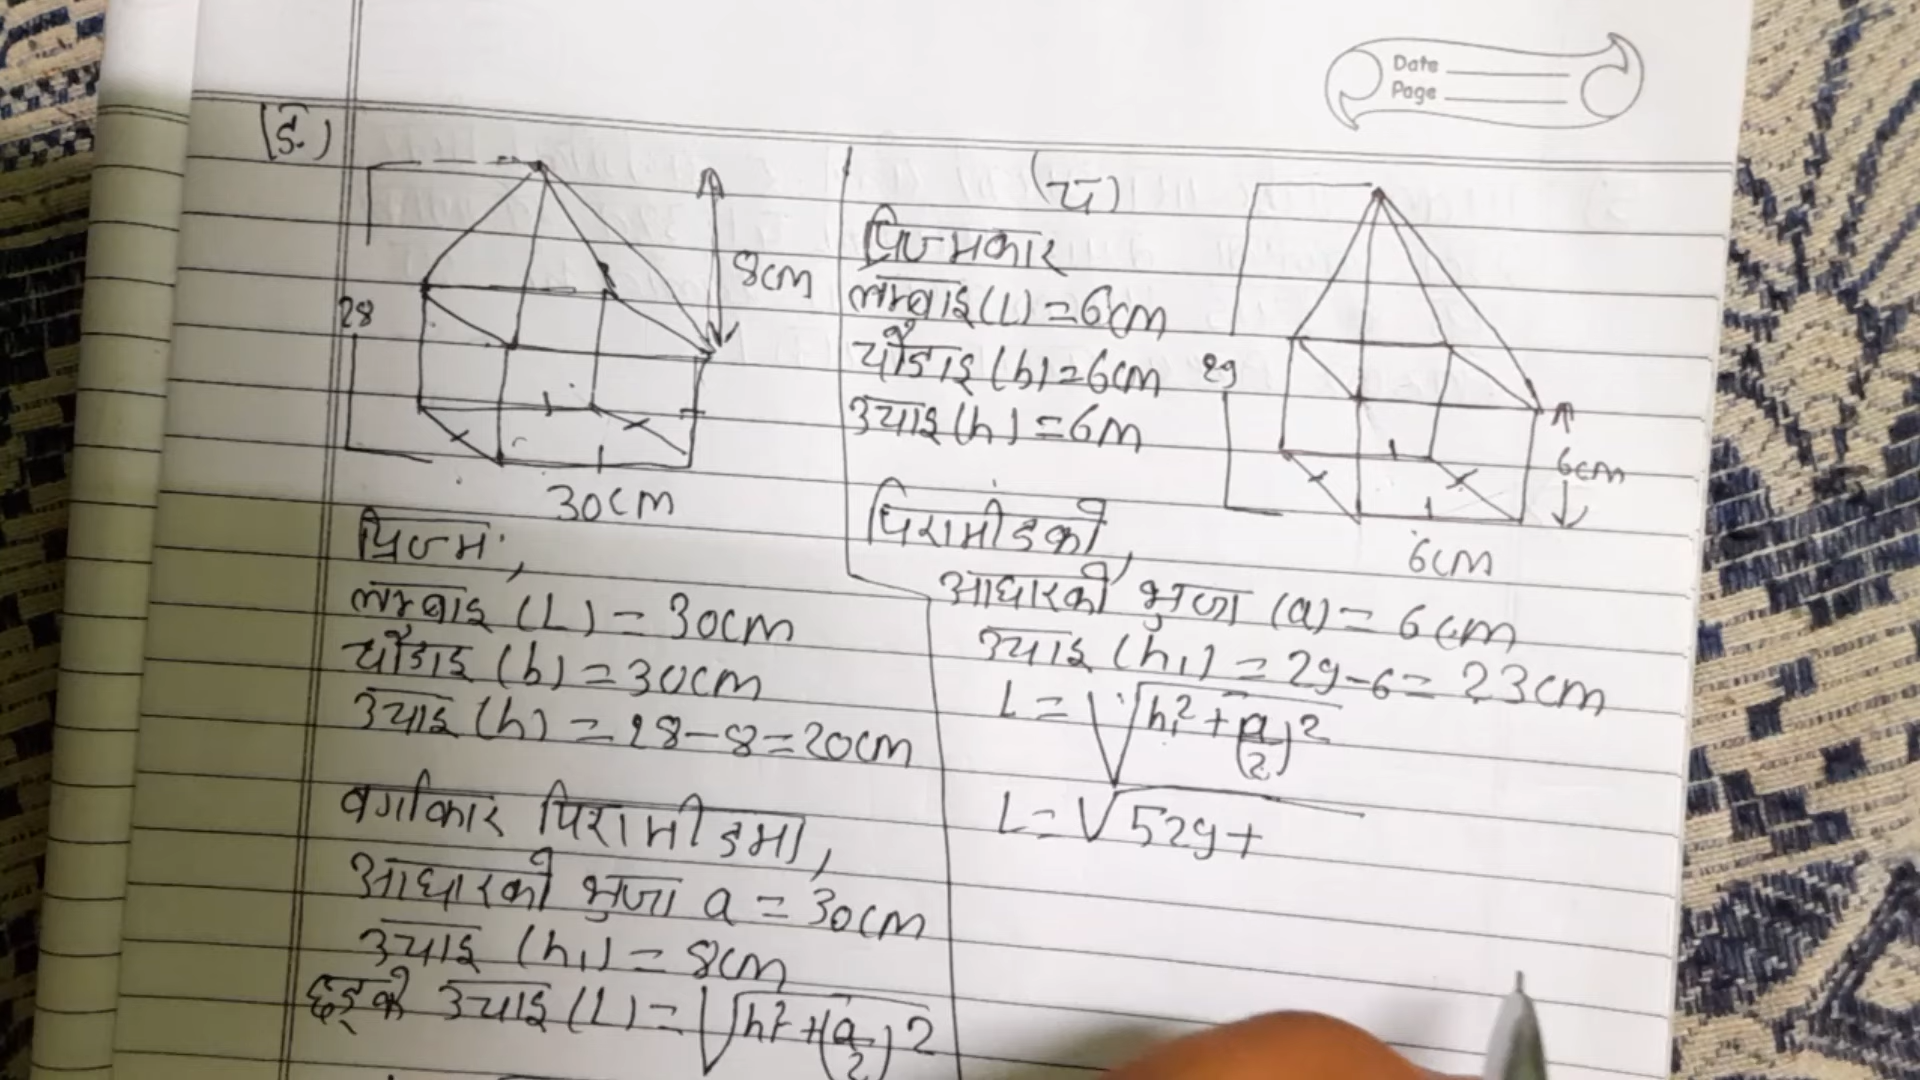 Date
Page
(ङ)
28
8cm
30cm
प्रिज्म,
लम्बाइ (L) = 30cm
चौडाइ (b) = 30cm
उचाइ (h) = 28-8=20cm
वर्गाकार पिरामीडमा,
आधारको भुजा a = 30cm
उचाइ (h₁) = 8cm
छड्के उचाइ (L) = √h² + (a/2)²
(च)
29
6cm
6cm
लम्बाइ (L) = 6cm
चौडाइ (b) = 6cm
उचाइ (h) = 6m
पिरामीडको,
आधारको भुजा (a) = 6cm
उचाइ (h₁) = 29-6= 23cm
L = √h₁² + (a/2)²
L = √529+